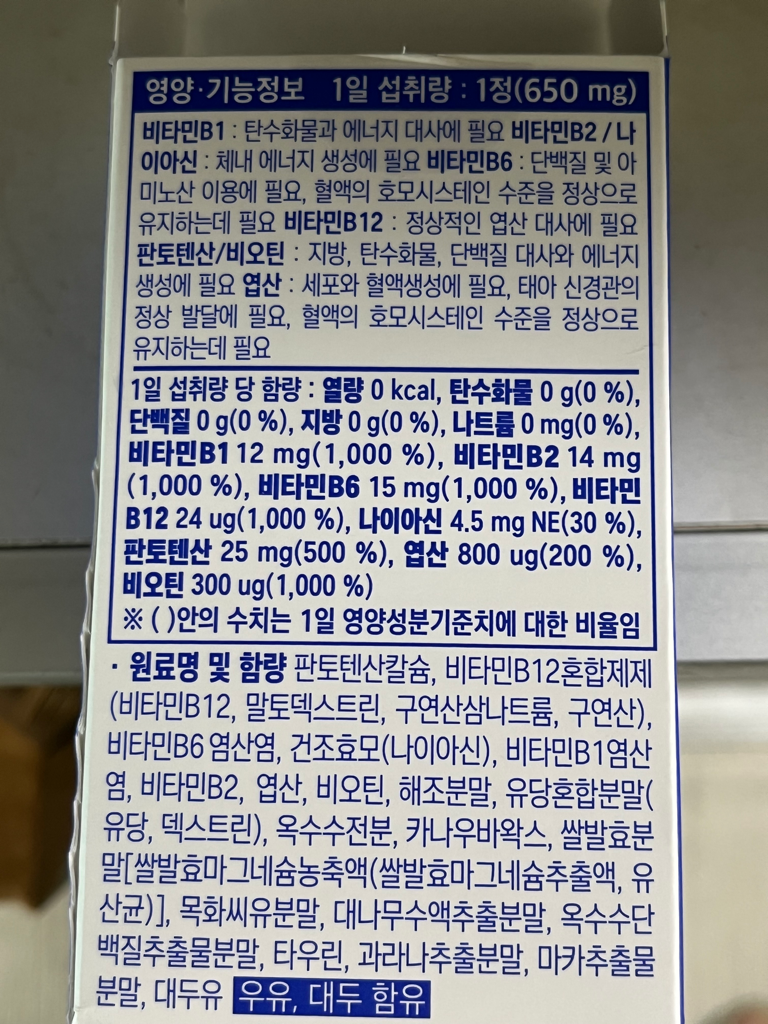 영양·기능정보 1일 섭취량 : 1정(650 mg)
비타민B1 : 탄수화물과 에너지 대사에 필요 비타민B2 / 나
이아신 : 체내 에너지 생성에 필요 비타민B6 : 단백질 및 아
미노산 이용에 필요, 혈액의 호모시스테인 수준을 정상으로
유지하는데 필요 비타민B12 : 정상적인 엽산 대사에 필요
판토텐산/비오틴 : 지방, 탄수화물, 단백질 대사와 에너지
생성에 필요 엽산 : 세포와 혈액생성에 필요, 태아 신경관의
정상 발달에 필요, 혈액의 호모시스테인 수준을 정상으로
유지하는데 필요
1일 섭취량 당 함량 : 열량 0 kcal, 탄수화물 0 g(0 %),
단백질 0 g(0 %), 지방 0 g(0 %), 나트륨 0 mg(0 %),
비타민B1 12 mg(1,000 %), 비타민B2 14 mg
(1,000 %), 비타민B6 15 mg(1,000 %), 비타민
B12 24 ug(1,000 %), 나이아신 4.5 mg NE(30 %),
판토텐산 25 mg(500 %), 엽산 800 ug(200 %),
비오틴 300 ug(1,000 %)
※ ( )안의 수치는 1일 영양성분기준치에 대한 비율임
· 원료명 및 함량 판토텐산칼슘, 비타민B12혼합제제
(비타민B12, 말토덱스트린, 구연산삼나트륨, 구연산),
비타민B6 염산염, 건조효모(나이아신), 비타민B1염산
염, 비타민B2, 엽산, 비오틴, 해조분말, 유당혼합분말(
유당, 덱스트린), 옥수수전분, 카나우바왁스, 쌀발효분
말[쌀발효마그네슘농축액(쌀발효마그네슘추출액, 유
산균)], 목화씨유분말, 대나무수액추출분말, 옥수수단
백질추출물분말, 타우린, 과라나추출분말, 마카추출물
분말, 대두유 우유, 대두 함유